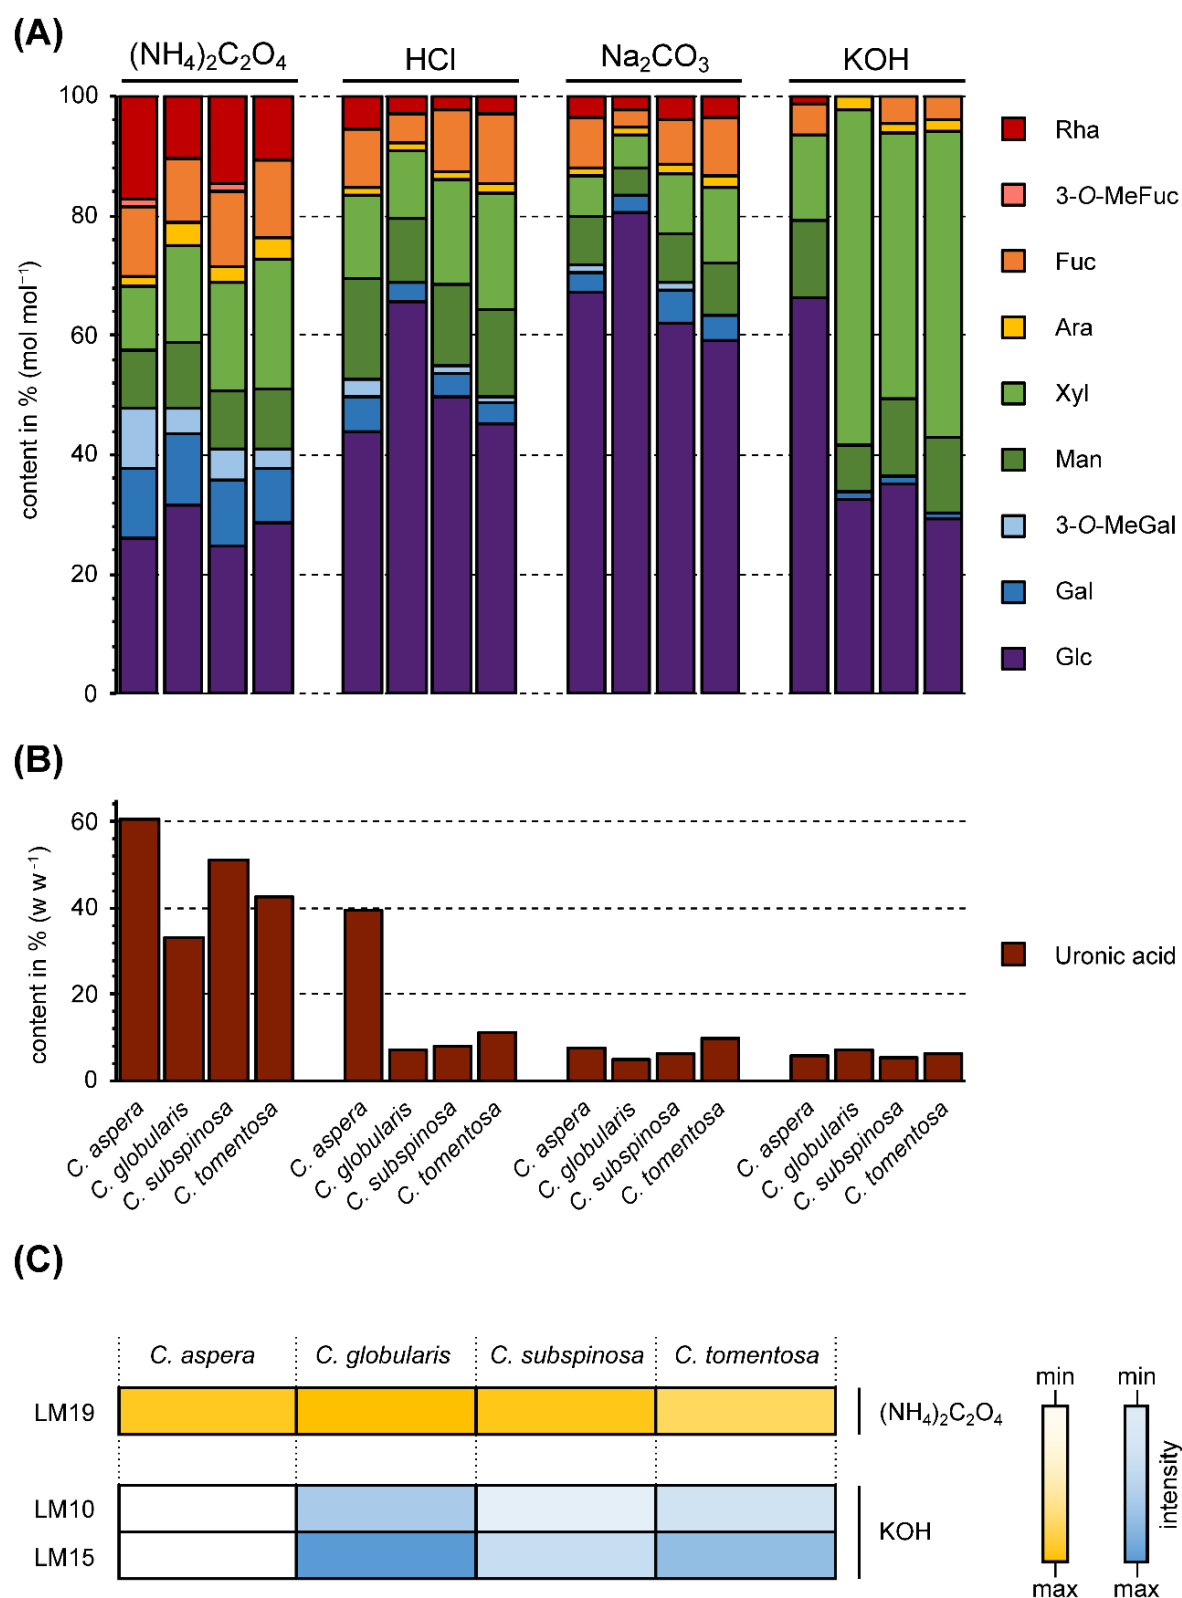 (A)
(NH₄)₂C₂O₄ HCl Na₂CO₃ KOH
content in % (mol mol⁻¹)
100
80
60
40
20
0
Rha
3-O-MeFuc
Fuc
Ara
Xyl
Man
3-O-MeGal
Gal
Glc
(B)
content in % (w w⁻¹)
60
40
20
0
Uronic acid
C. aspera C. globularis C. subspinosa C. tomentosa C. aspera C. globularis C. subspinosa C. tomentosa C. aspera C. globularis C. subspinosa C. tomentosa C. aspera C. globularis C. subspinosa C. tomentosa
(C)
C. aspera C. globularis C. subspinosa C. tomentosa
LM19 (NH₄)₂C₂O₄
LM10
LM15
KOH
min min
intensity
max max